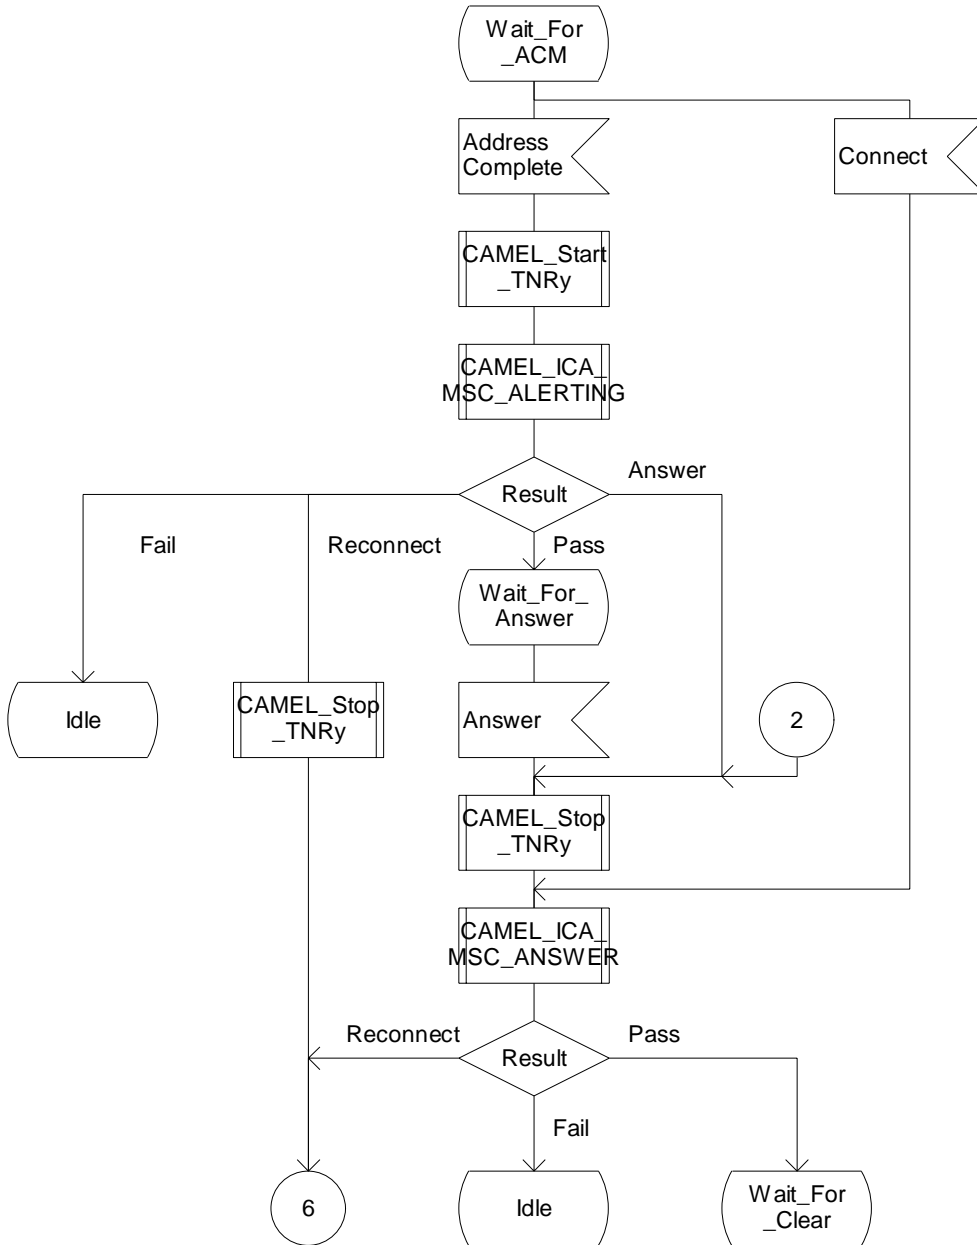 Wait_For
_ACM
Address
Complete
Connect
CAMEL_Start
_TNRy
CAMEL_ICA_
MSC_ALERTING
Result
Answer
Fail
Reconnect
Pass
Wait_For_
Answer
Idle
CAMEL_Stop
_TNRy
Answer
2
CAMEL_Stop
_TNRy
CAMEL_ICA_
MSC_ANSWER
Reconnect
Result
Pass
Fail
6
Idle
Wait_For
_Clear